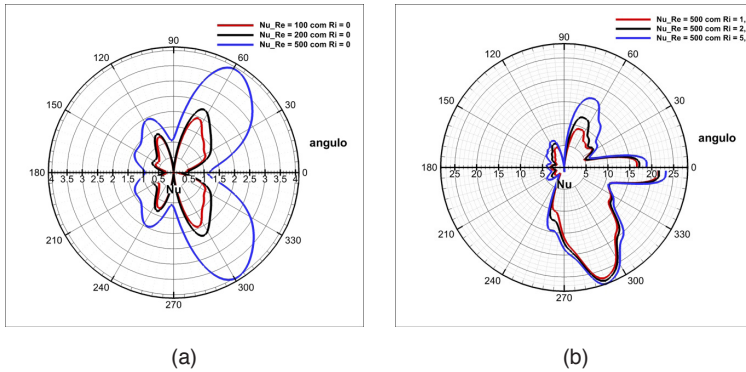 Nu_Re = 100 com Ri = 0
Nu_Re = 200 com Ri = 0
Nu_Re = 500 com Ri = 0
90
60
30
0
330
300
270
240
210
180
150
120
angulo
4 3.5 3 2.5 2 1.5 1 0.5 0 0.5 1 1.5 2 2.5 3 3.5 4
Nu
(a)
Nu_Re = 500 com Ri = 1,
Nu_Re = 500 com Ri = 2,
Nu_Re = 500 com Ri = 5,
90
60
30
0
330
300
270
240
210
180
150
120
angulo
25 20 15 10 5 0 5 10 15 20 25
Nu
(b)